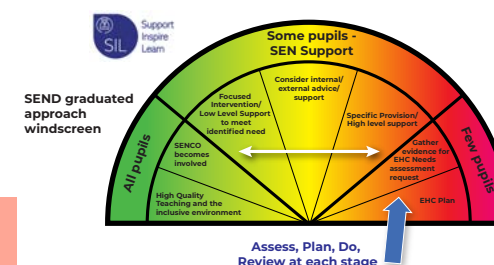 SIL
Support
Inspire
Learn
SEND graduated
approach
windscreen
Some pupils -
SEN Support
All pupils
Few pupils
High Quality
Teaching and the
inclusive environment
SENCO
becomes
involved
Focused
Intervention/
Low Level Support
to meet
identified need
Consider internal/
external advice/
support
Specific Provision/
High level support
Gather
evidence for
EHC Needs
assessment
request
EHC Plan
Assess, Plan, Do,
Review at each stage